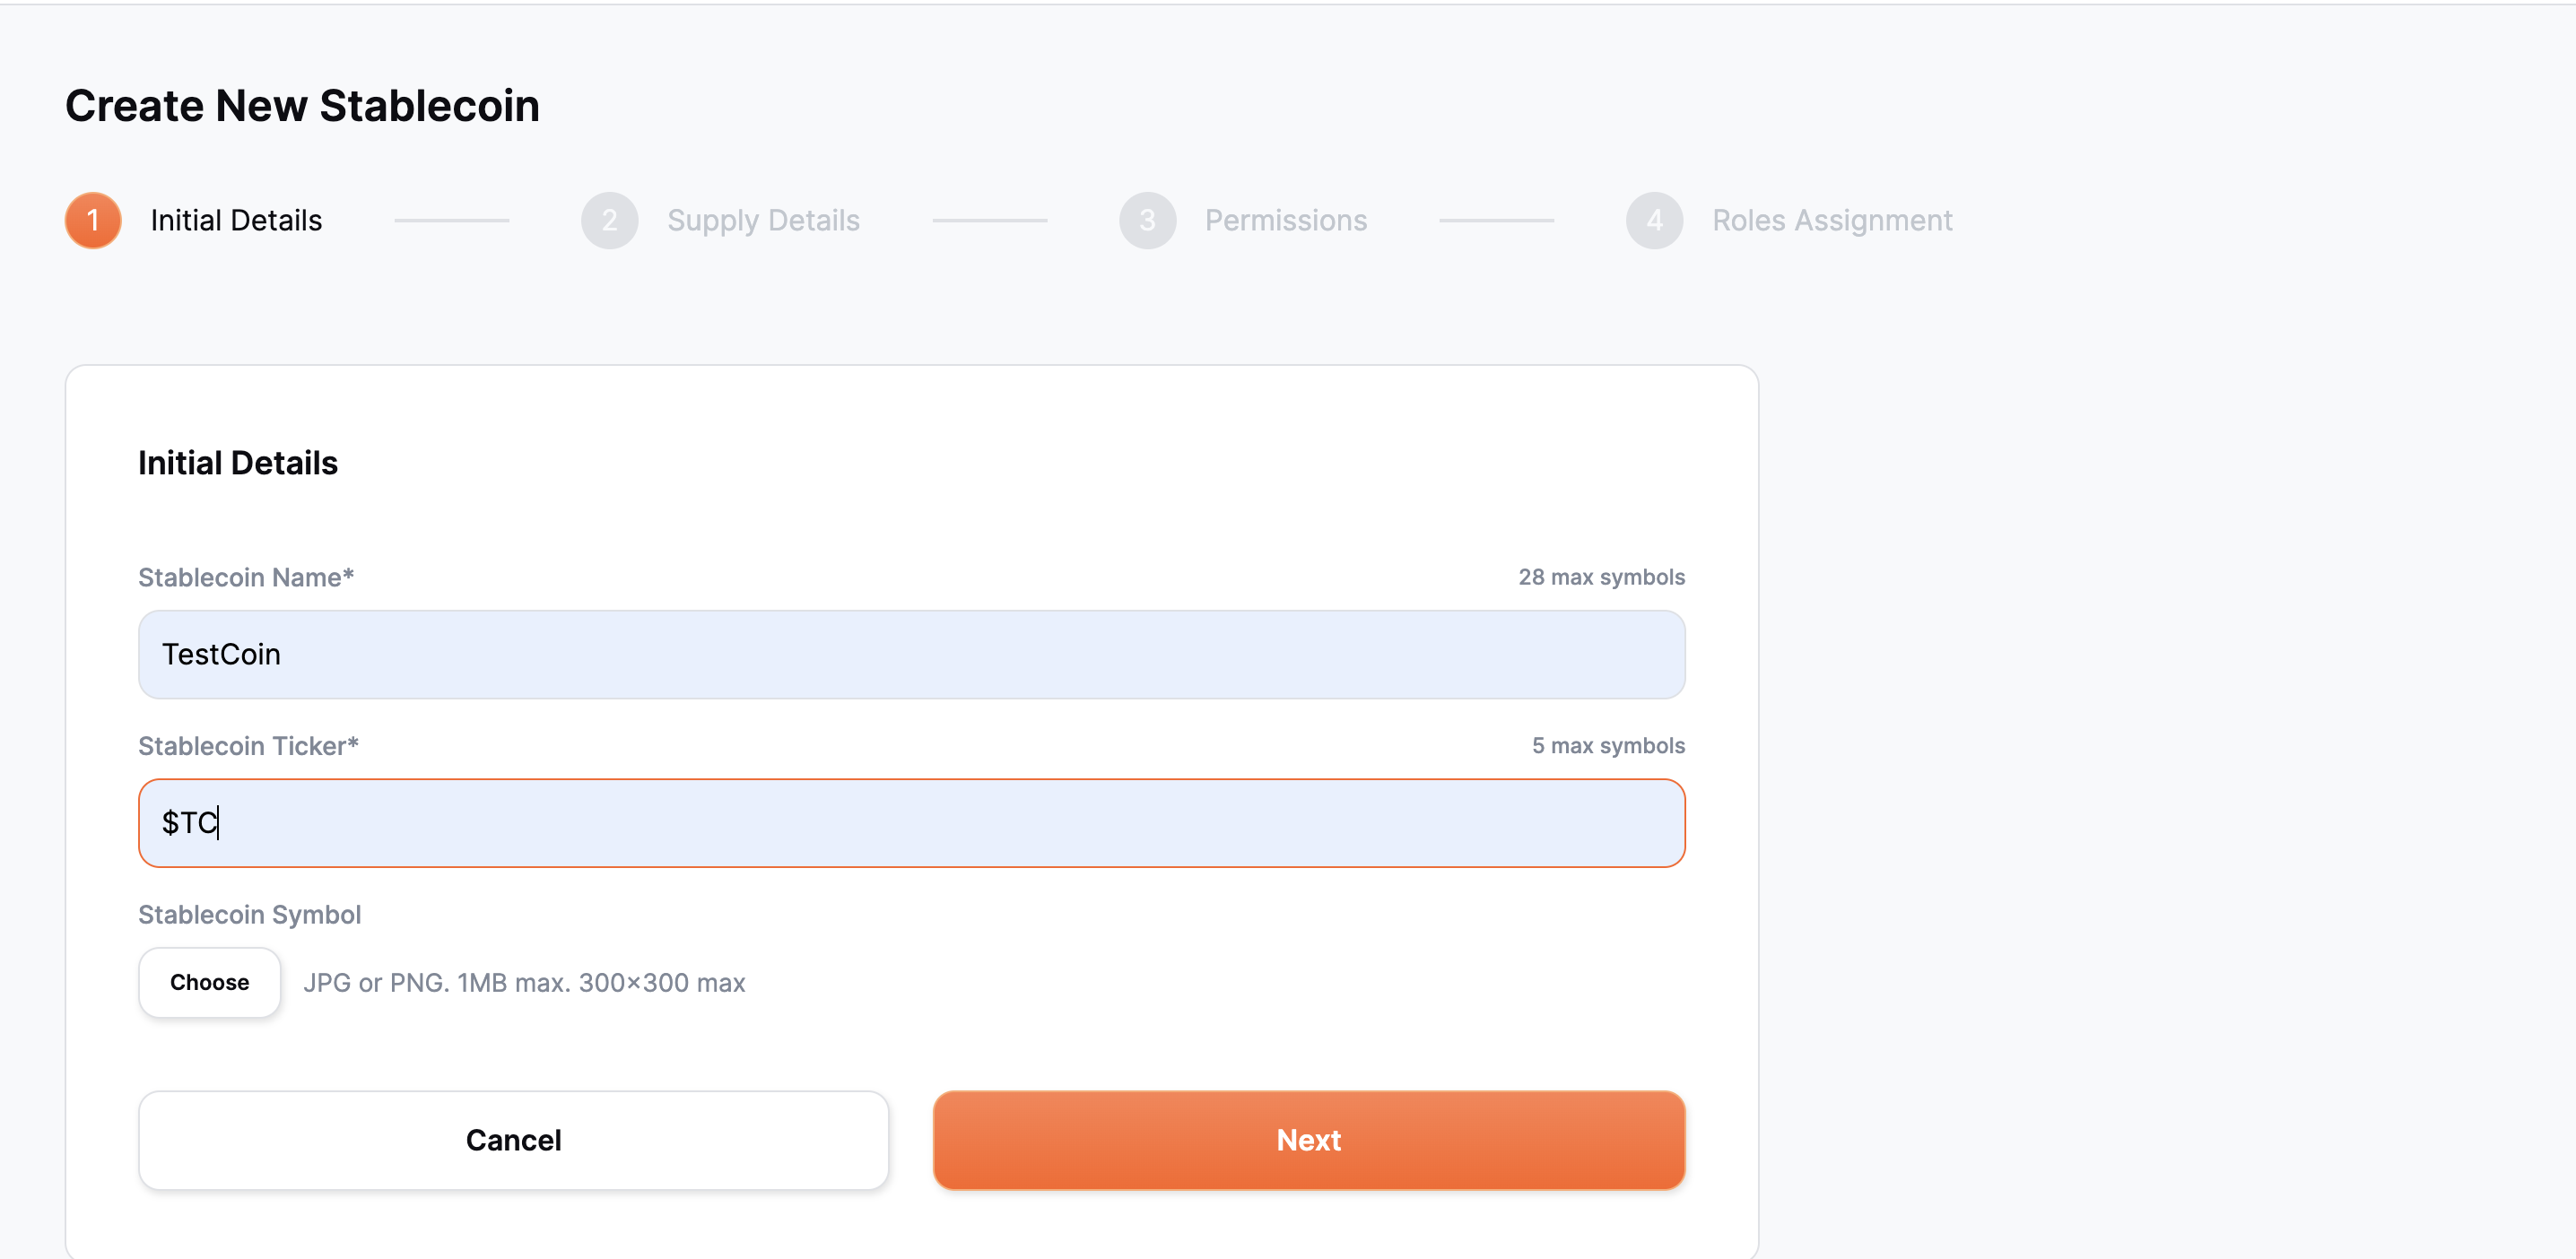 Create New Stablecoin
1 Initial Details 2 Supply Details 3 Permissions 4 Roles Assignment
Initial Details
Stablecoin Name* 28 max symbols
TestCoin
Stablecoin Ticker* 5 max symbols
$TC
Stablecoin Symbol
Choose JPG or PNG. 1MB max. 300×300 max
Cancel Next